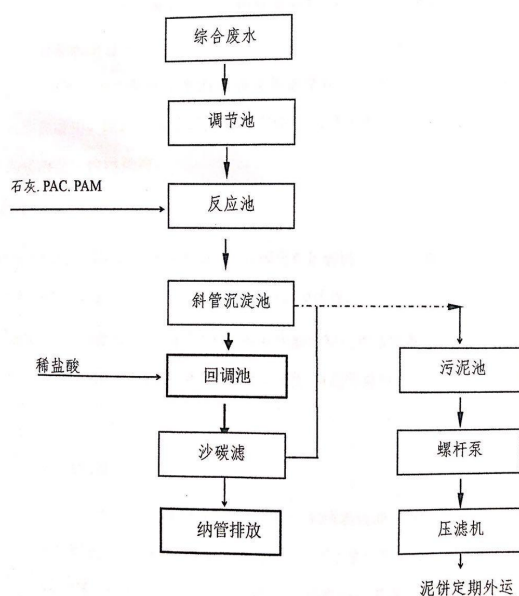 综合废水
调节池
石灰. PAC. PAM
反应池
斜管沉淀池
稀盐酸
回调池
污泥池
沙碳滤
螺杆泵
纳管排放
压滤机
泥饼定期外运